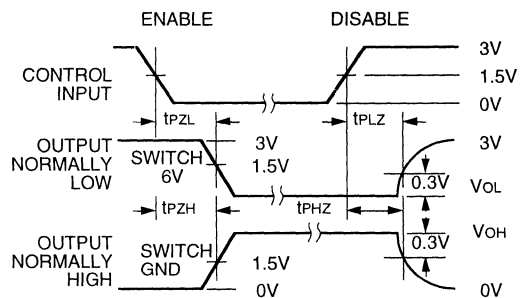 ENABLE
DISABLE
CONTROL
INPUT
3V
1.5V
0V
tPZL
tPLZ
OUTPUT
NORMALLY
LOW
SWITCH
6V
3V
1.5V
3V
0.3V
VOL
tPZH
tPHZ
OUTPUT
NORMALLY
HIGH
SWITCH
GND
1.5V
0V
VOH
0.3V
0V